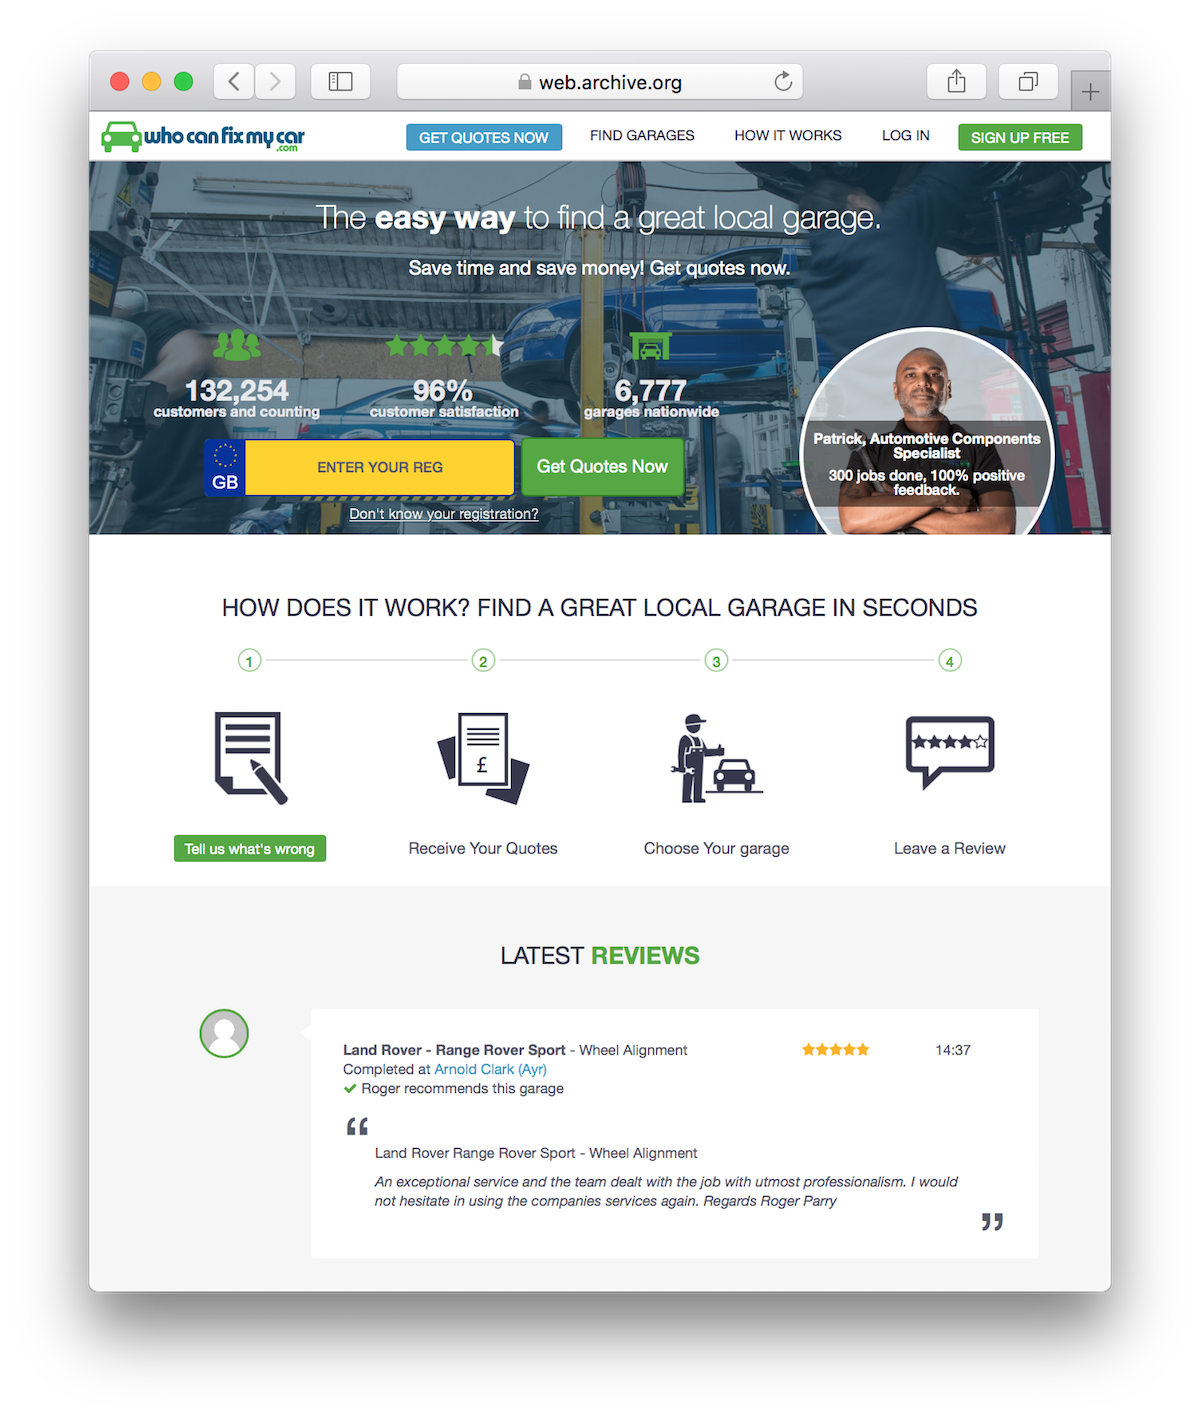 web.archive.org
who can fix my car
.com
GET QUOTES NOW
FIND GARAGES
HOW IT WORKS
LOG IN
SIGN UP FREE
The easy way to find a great local garage.
Save time and save money! Get quotes now.
132,254
customers and counting
96%
customer satisfaction
6,777
garages nationwide
GB
ENTER YOUR REG
Get Quotes Now
Don't know your registration?
Patrick, Automotive Components
Specialist
300 jobs done, 100% positive
feedback.
HOW DOES IT WORK? FIND A GREAT LOCAL GARAGE IN SECONDS
1
2
3
4
£
Tell us what's wrong
Receive Your Quotes
Choose Your garage
Leave a Review
LATEST REVIEWS
Land Rover - Range Rover Sport - Wheel Alignment
14:37
Completed at Arnold Clark (Ayr)
Roger recommends this garage
“
Land Rover Range Rover Sport - Wheel Alignment
An exceptional service and the team dealt with the job with utmost professionalism. I would
not hesitate in using the companies services again. Regards Roger Parry
”